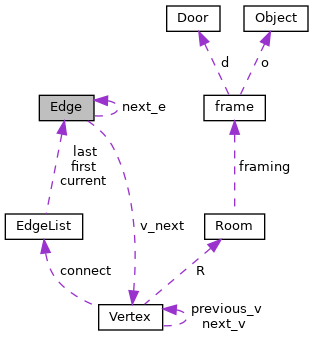 Door
Object
d
o
Edge
next_e
frame
last
first
current
framing
EdgeList
v_next
Room
connect
R
Vertex
previous_v
next_v